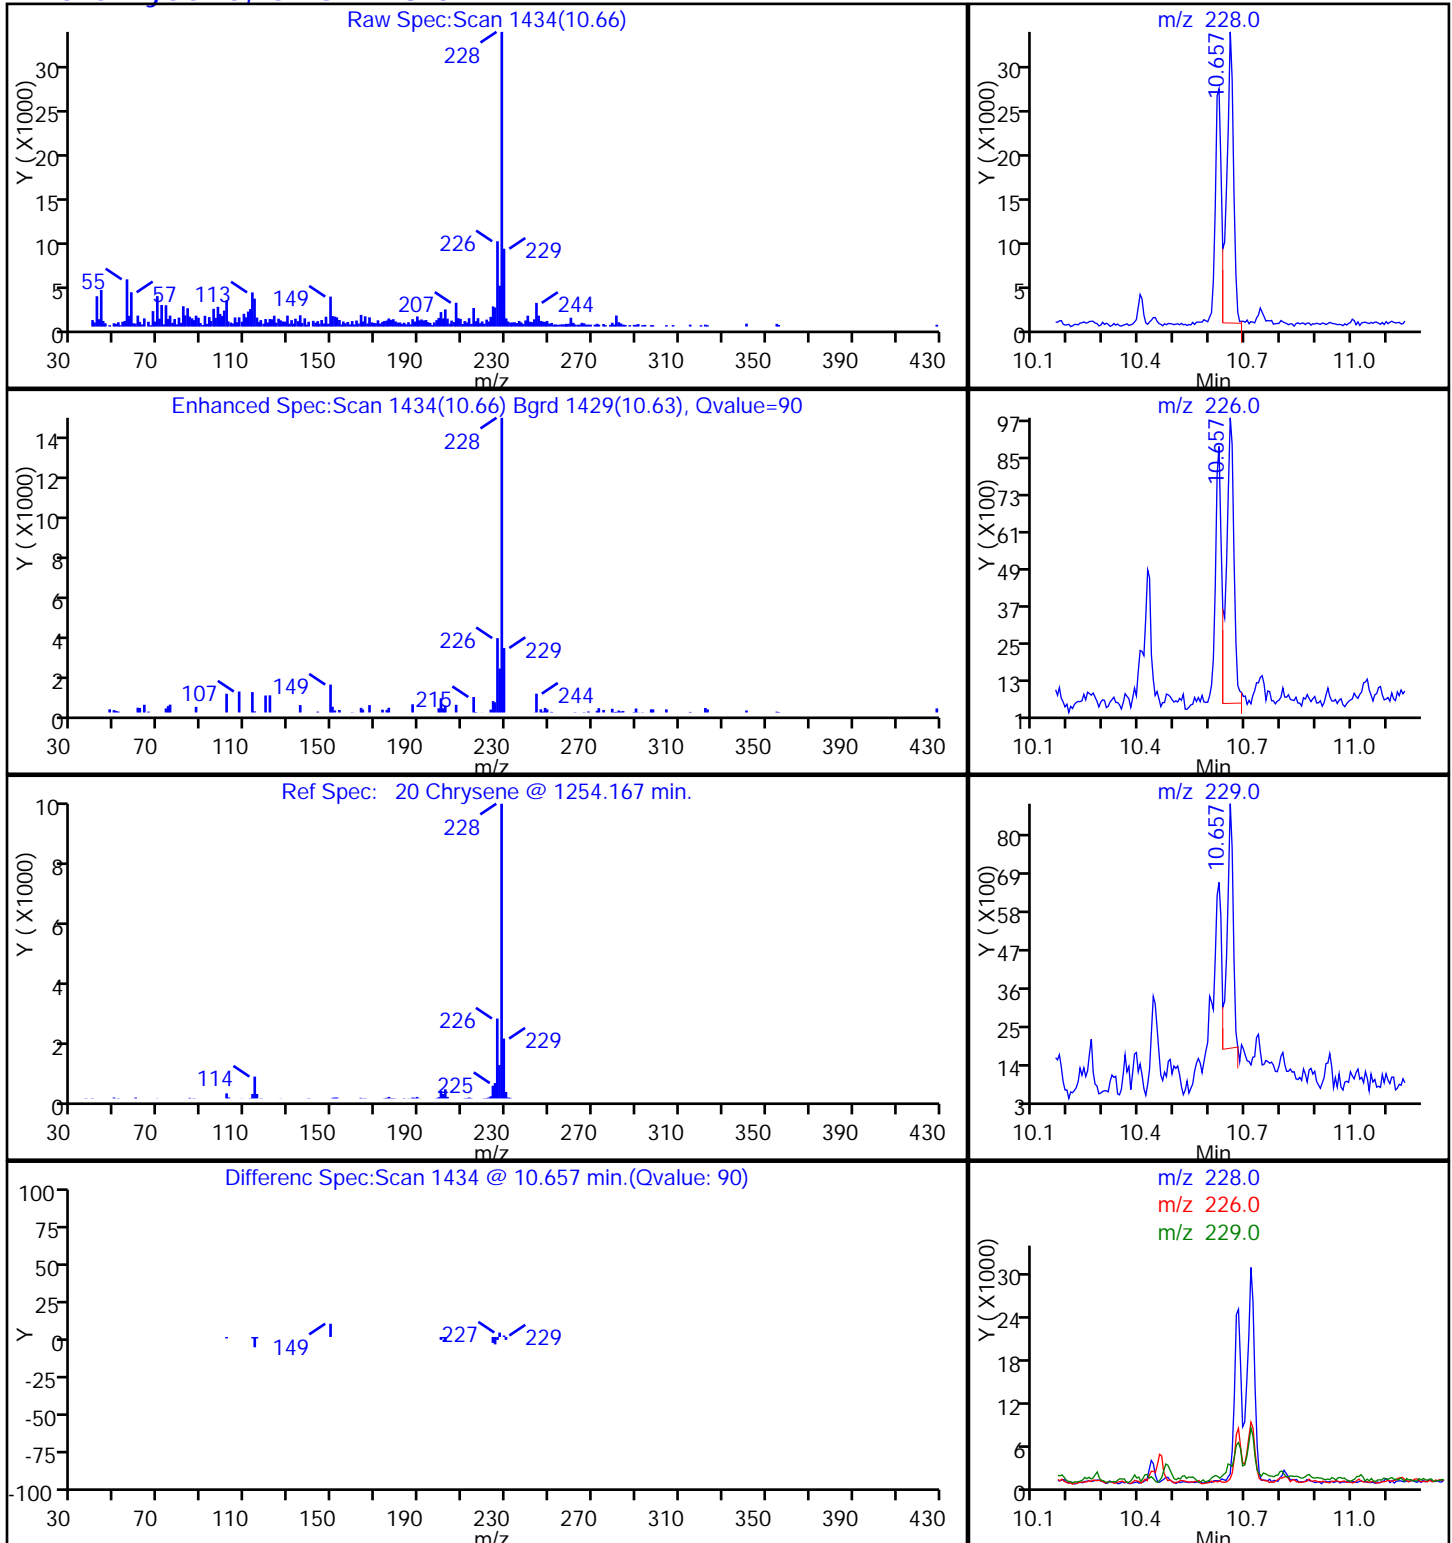 Raw Spec:Scan 1434(10.66)
Y ( X1000)
30
25
20
15
10
5
0
228
226
229
55
57
113
149
207
244
30 70 110 150 190 230 270 310 350 390 430
m/z
m/z 228.0
Y ( X1000)
30
25
20
15
10
5
0
10.657
10.1 10.4 10.7 11.0
Min
Enhanced Spec:Scan 1434(10.66) Bgrd 1429(10.63), Qvalue=90
Y ( X1000)
14
12
10
8
6
4
2
0
228
226
229
107
149
215
244
30 70 110 150 190 230 270 310 350 390 430
m/z
m/z 226.0
Y ( X100)
97
85
73
61
49
37
25
13
1
10.657
10.1 10.4 10.7 11.0
Min
Ref Spec: 20 Chrysene @ 1254.167 min.
Y ( X1000)
10
8
6
4
2
0
228
226
229
114
225
30 70 110 150 190 230 270 310 350 390 430
m/z
m/z 229.0
Y ( X100)
80
69
58
47
36
25
14
3
10.657
10.1 10.4 10.7 11.0
Min
Differenc Spec:Scan 1434 @ 10.657 min.(Qvalue: 90)
Y
100
75
50
25
0
-25
-50
-75
-100
149
227
229
30 70 110 150 190 230 270 310 350 390 430
m/z
m/z 228.0
m/z 226.0
m/z 229.0
Y ( X1000)
30
24
18
12
6
0
10.1 10.4 10.7 11.0
Min